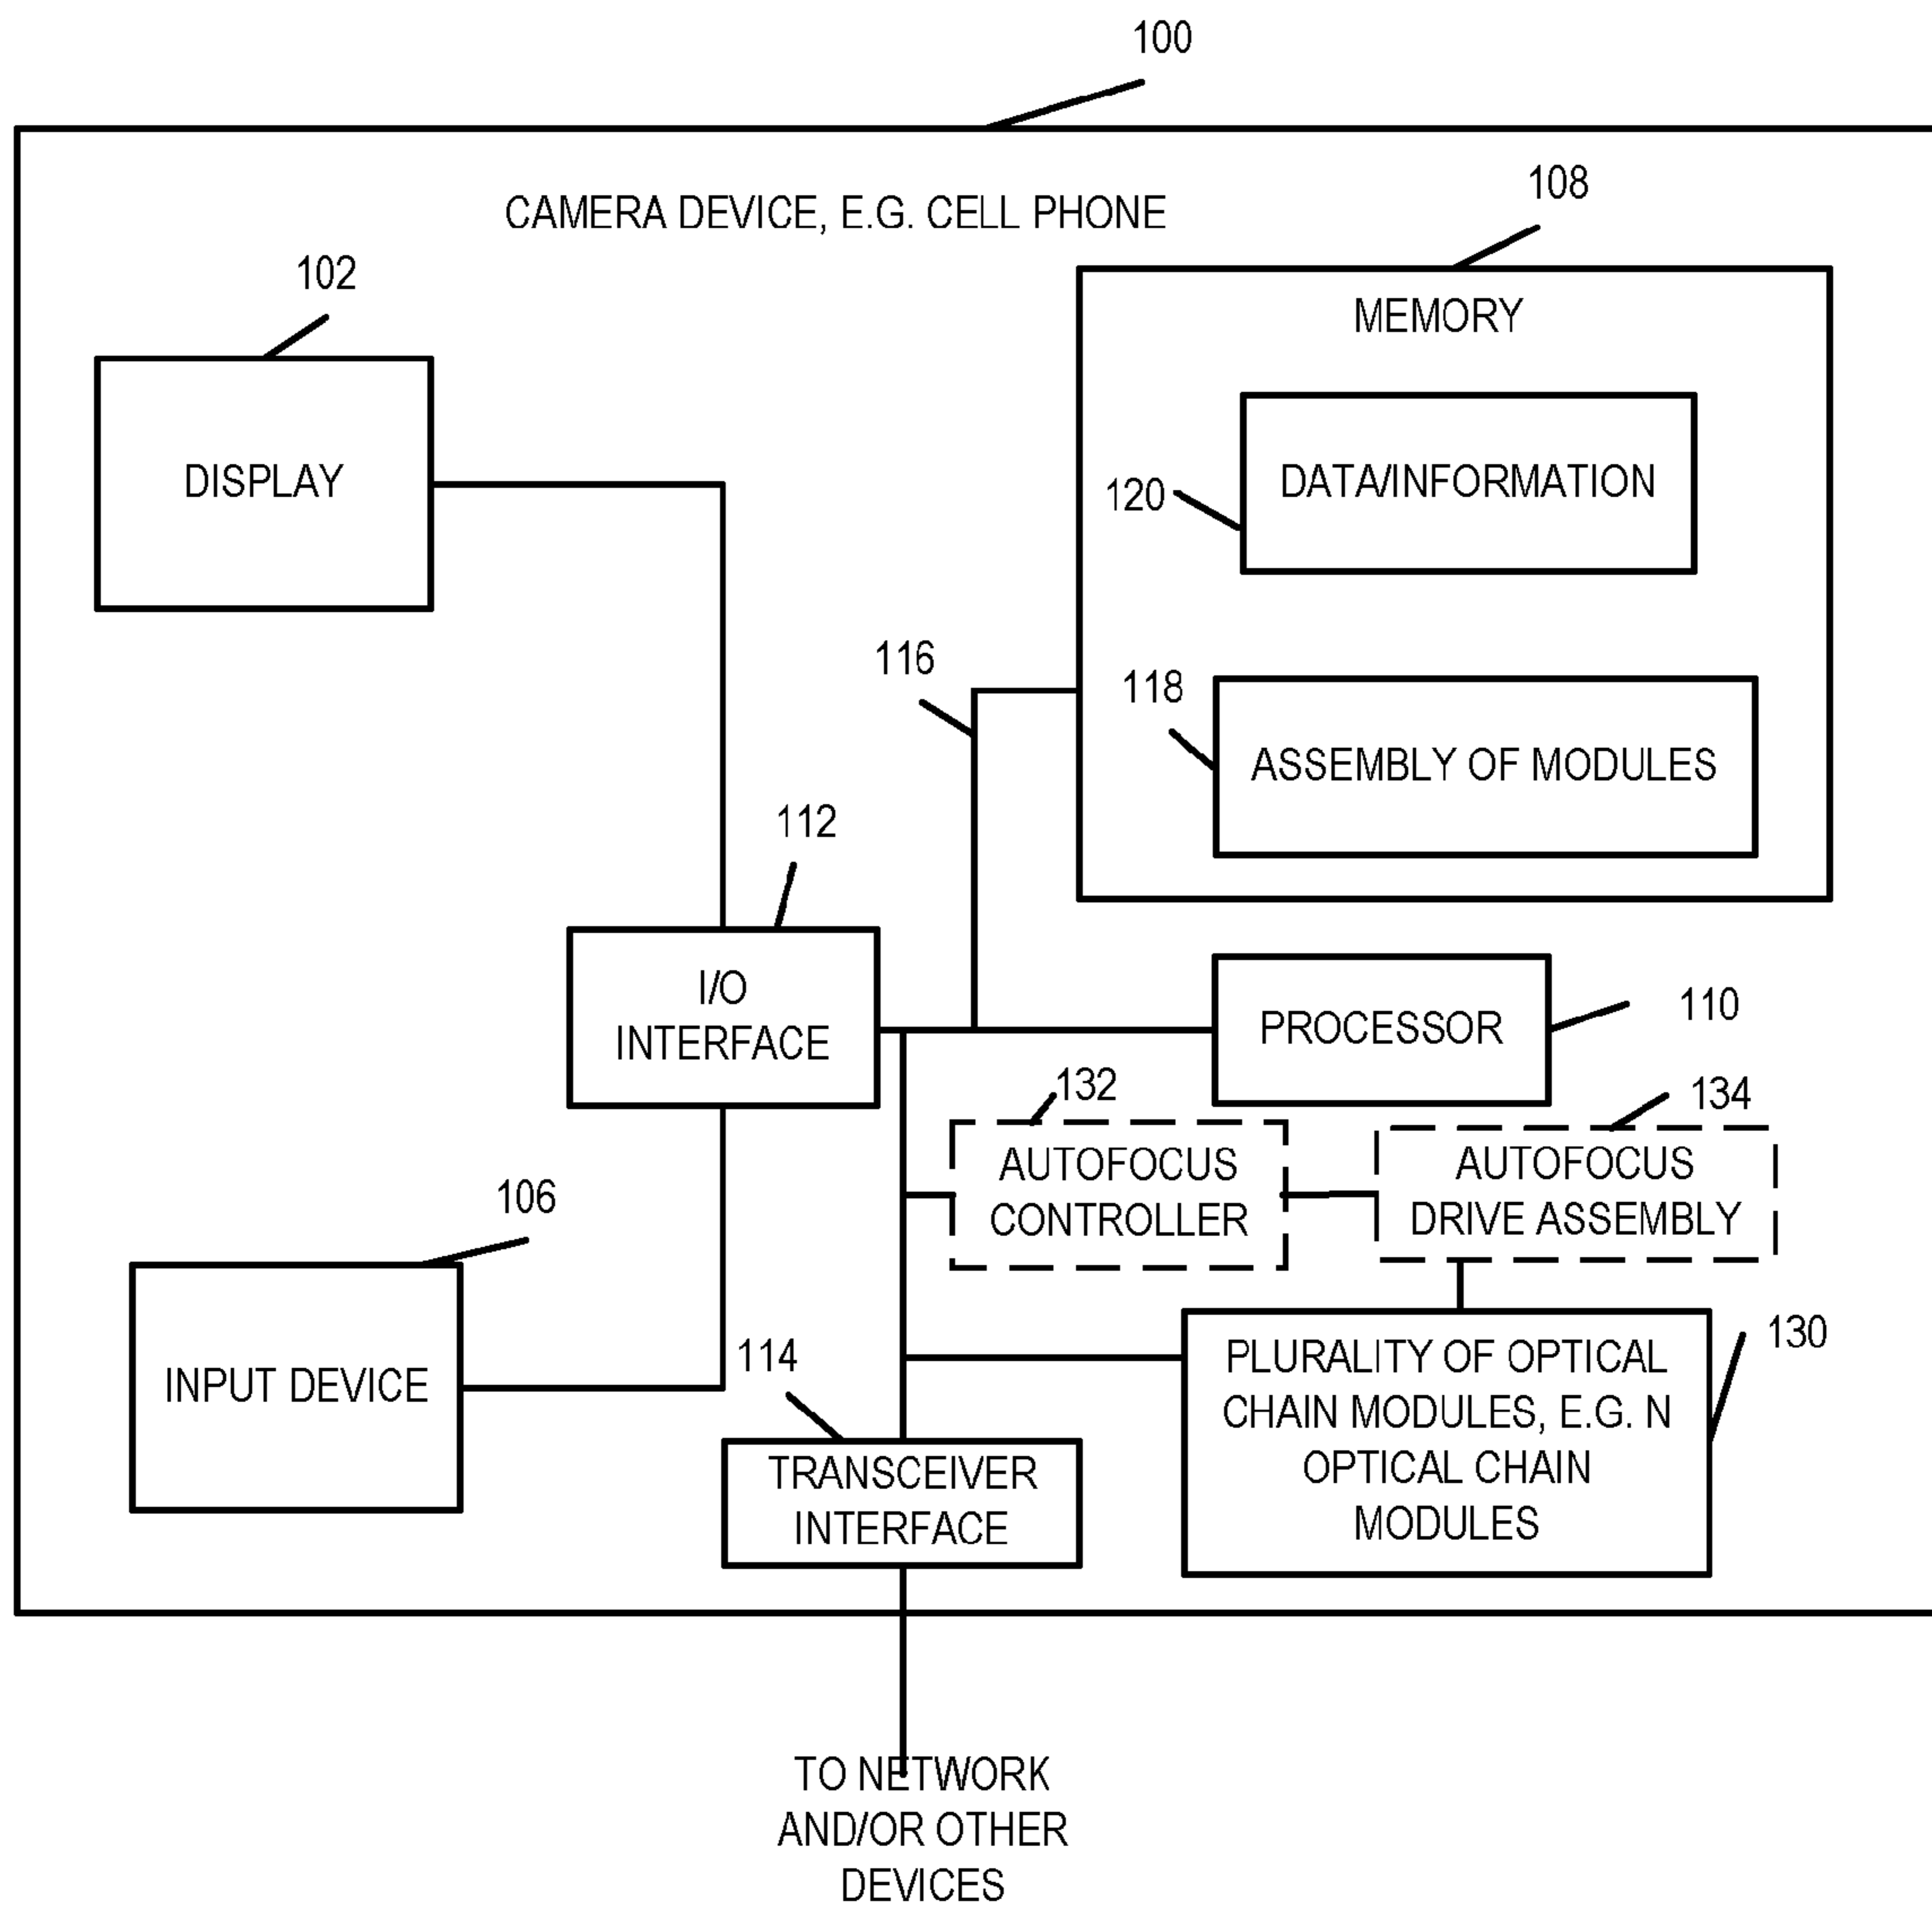 100
CAMERA DEVICE, E.G. CELL PHONE
108
102
MEMORY
DISPLAY
120
DATA/INFORMATION
116
118
ASSEMBLY OF MODULES
112
I/O
INTERFACE
PROCESSOR
110
132
134
AUTOFOCUS
CONTROLLER
AUTOFOCUS
DRIVE ASSEMBLY
106
INPUT DEVICE
114
130
PLURALITY OF OPTICAL
CHAIN MODULES, E.G. N
OPTICAL CHAIN
MODULES
TRANSCEIVER
INTERFACE
TO NETWORK
AND/OR OTHER
DEVICES